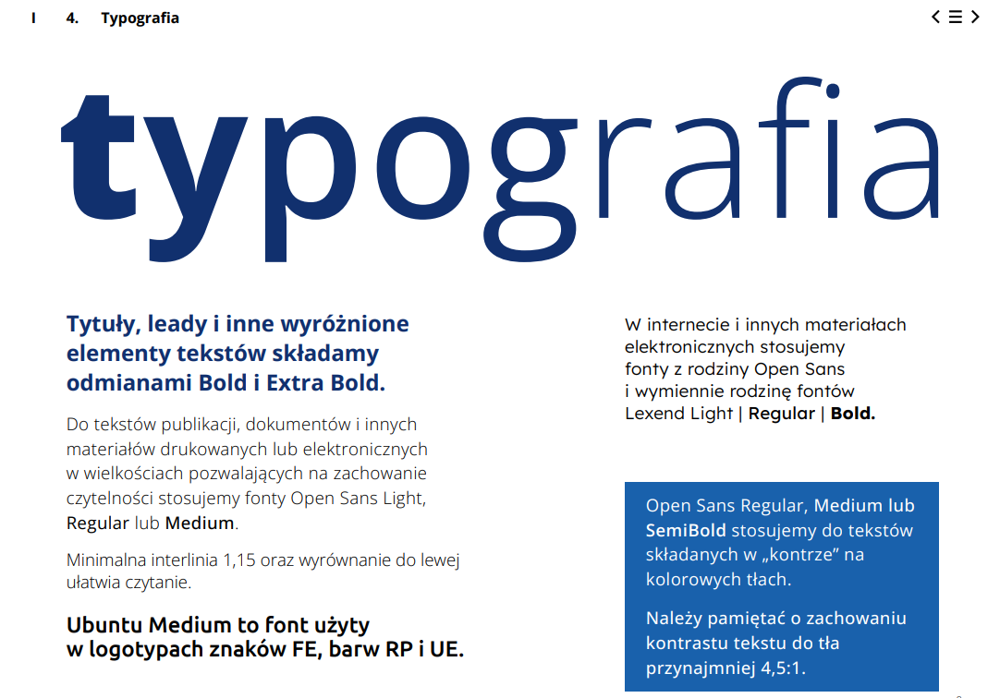 I 4. Typografia
typografia
Tytuły, leady i inne wyróżnione
elementy tekstów składamy
odmianami Bold i Extra Bold.
Do tekstów publikacji, dokumentów i innych
materiałów drukowanych lub elektronicznych
w wielkościach pozwalających na zachowanie
czytelności stosujemy fonty Open Sans Light,
Regular lub Medium.
Minimalna interlinia 1,15 oraz wyrównanie do lewej
ułatwia czytanie.
Ubuntu Medium to font użyty
w logotypach znaków FE, barw RP i UE.
W internecie i innych materiałach
elektronicznych stosujemy
fonty z rodziny Open Sans
i wymiennie rodzinę fontów
Lexend Light | Regular | Bold.
Open Sans Regular, Medium lub
SemiBold stosujemy do tekstów
składanych w „kontrze” na
kolorowych tłach.
Należy pamiętać o zachowaniu
kontrastu tekstu do tła
przynajmniej 4,5:1.